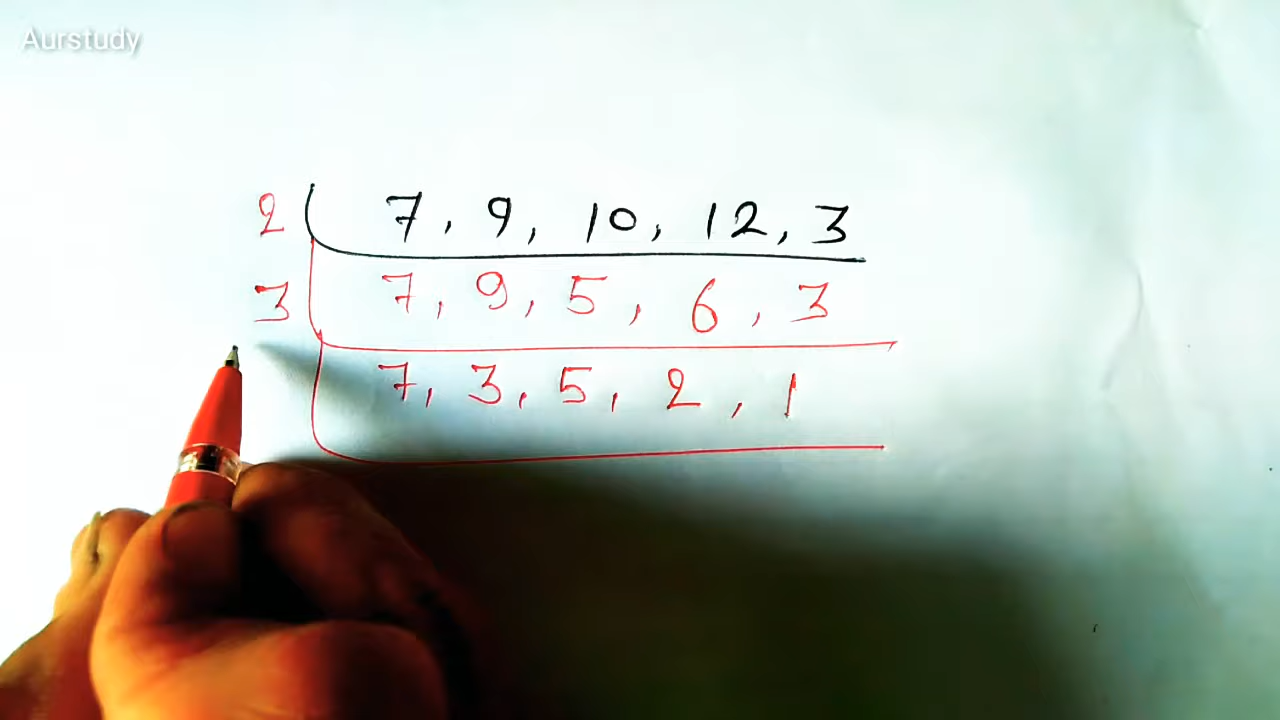 Aurstudy
2 7, 9, 10, 12, 3
3 7, 9, 5, 6, 3
7, 3, 5, 2, 1